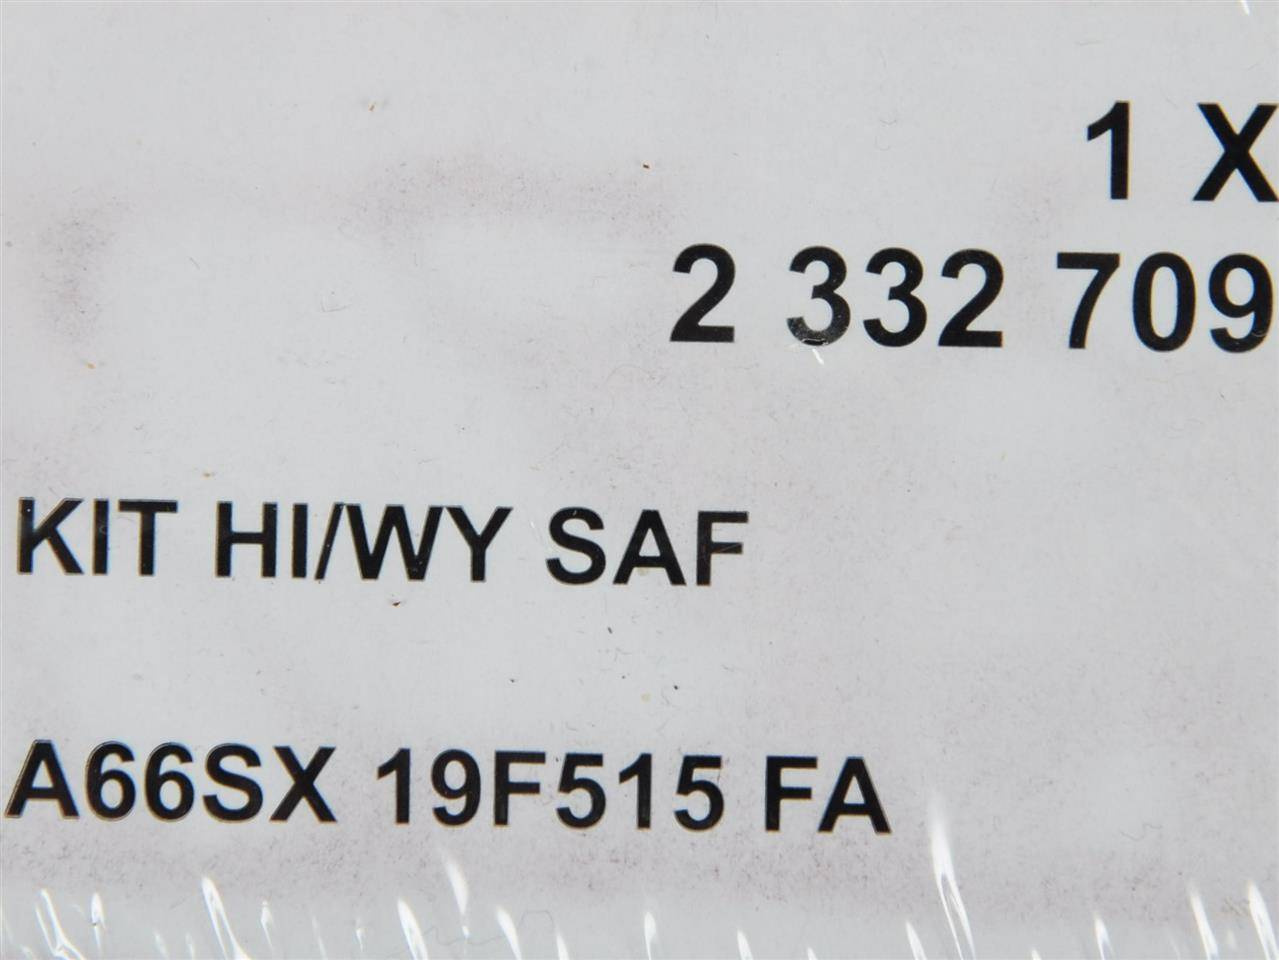 1 X
2 332 709
KIT HI/WY SAF
A66SX 19F515 FA